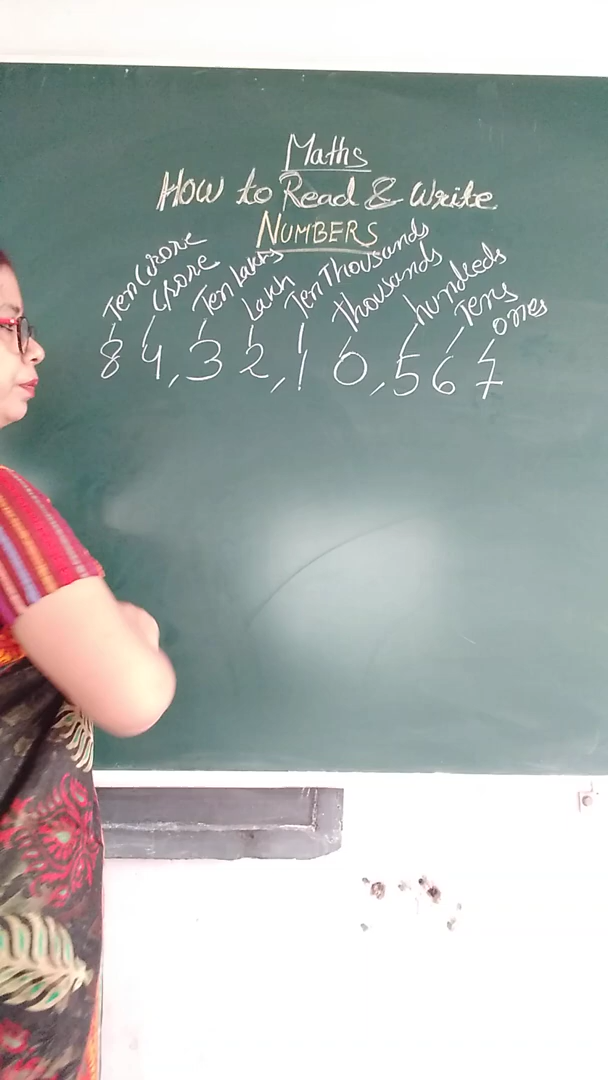 Maths
How to Read & Write
NUMBERS
Ten Crore Crore Ten Lakhs Lakh Ten Thousands Thousands hundreds Tens ones
84,32,10,567